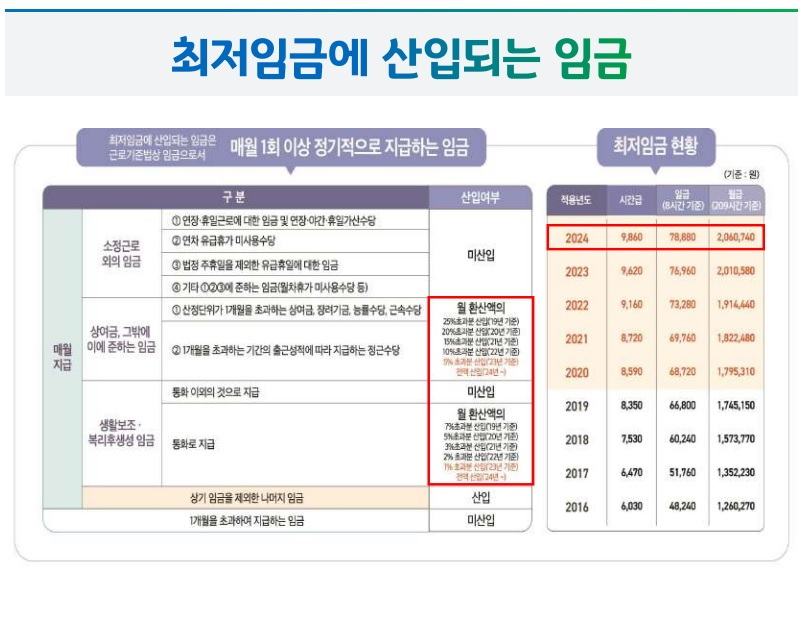 최저임금에 산입되는 임금
최저임금에 산입되는 임금은
근로기준법상 임금으로서
매월 1회 이상 정기적으로 지급하는 임금
구 분
산입여부
매월
지급
소정근로
외의 임금
① 연장·휴일근로에 대한 임금 및 연장·야간·휴일가산수당
② 연차 유급휴가 미사용수당
③ 법정 주휴일을 제외한 유급휴일에 대한 임금
④ 기타 ①②③에 준하는 임금(월차휴가 미사용수당 등)
미산입
상여금, 그밖에
이에 준하는 임금
① 산정단위가 1개월을 초과하는 상여금, 장려가금, 능률수당, 근속수당
② 1개월을 초과하는 기간의 출근성적에 따라 지급하는 정근수당
월 환산액의
25%초과분 산입('19년 기준)
20%초과분 산입('20년 기준)
15%초과분 산입('21년 기준)
10%초과분 산입('22년 기준)
5% 초과분 산입('23년 기준)
전액 산입('24년 ~)
생활보조·
복리후생성 임금
통화 이외의 것으로 지급
미산입
통화로 지급
월 환산액의
7%초과분 산입('19년 기준)
5%초과분 산입('20년 기준)
3%초과분 산입('21년 기준)
2% 초과분 산입('22년 기준)
1% 초과분 산입('23년 기준)
전액 산입('24년 ~)
상기 임금을 제외한 나머지 임금
산입
1개월을 초과하여 지급하는 임금
미산입
최저임금 현황
(기준 : 원)
적용년도 시간급 일급 (8시간 기준) 월급 (209시간 기준)
2024 9,860 78,880 2,060,740
2023 9,620 76,960 2,010,580
2022 9,160 73,280 1,914,440
2021 8,720 69,760 1,822,480
2020 8,590 68,720 1,795,310
2019 8,350 66,800 1,745,150
2018 7,530 60,240 1,573,770
2017 6,470 51,760 1,352,230
2016 6,030 48,240 1,260,270